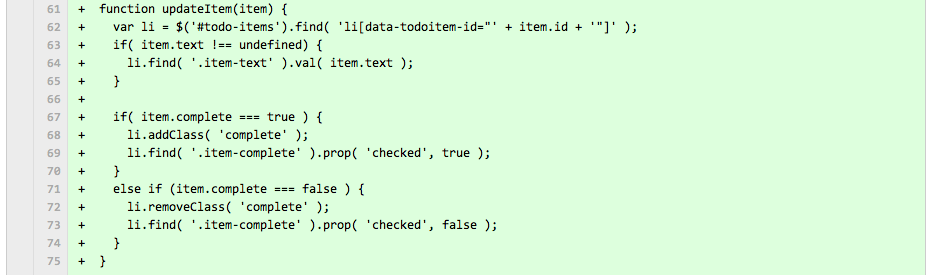 61 + function updateItem(item) {
62 + var li = $('#todo-items').find( 'li[data-todoitem-id="' + item.id + '"]' );
63 + if( item.text !== undefined) {
64 + li.find( '.item-text' ).val( item.text );
65 + }
66 +
67 + if( item.complete === true ) {
68 + li.addClass( 'complete' );
69 + li.find( '.item-complete' ).prop( 'checked', true );
70 + }
71 + else if (item.complete === false ) {
72 + li.removeClass( 'complete' );
73 + li.find( '.item-complete' ).prop( 'checked', false );
74 + }
75 + }